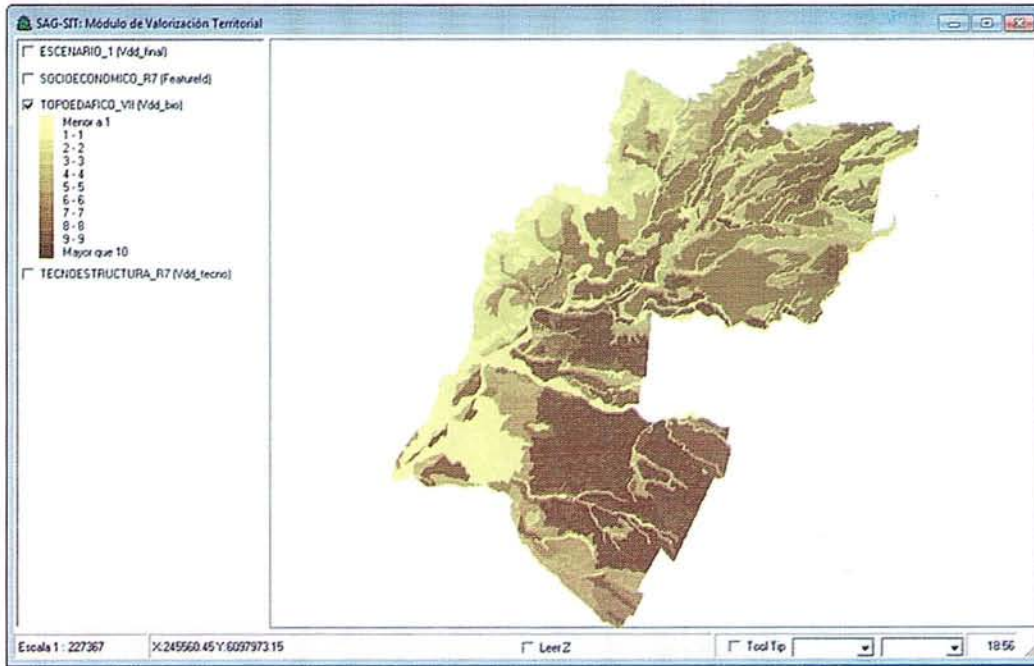 SAG-SIT: Módulo de Valorización Territorial
ESCENARIO_1 (Vdd_final)
SOCIOECONOMICO_R7 (FeatureId)
TOPOEDAFICO_VII (Vdd_bio)
Menor a 1
1 - 1
2 - 2
3 - 3
4 - 4
5 - 5
6 - 6
7 - 7
8 - 8
9 - 9
Mayor que 10
TECNOESTRUCTURA_R7 (Vdd_tecno)
Escala 1 : 227367 X:245560.45 Y:6097973.15 Leer Z Tool Tip 18:56